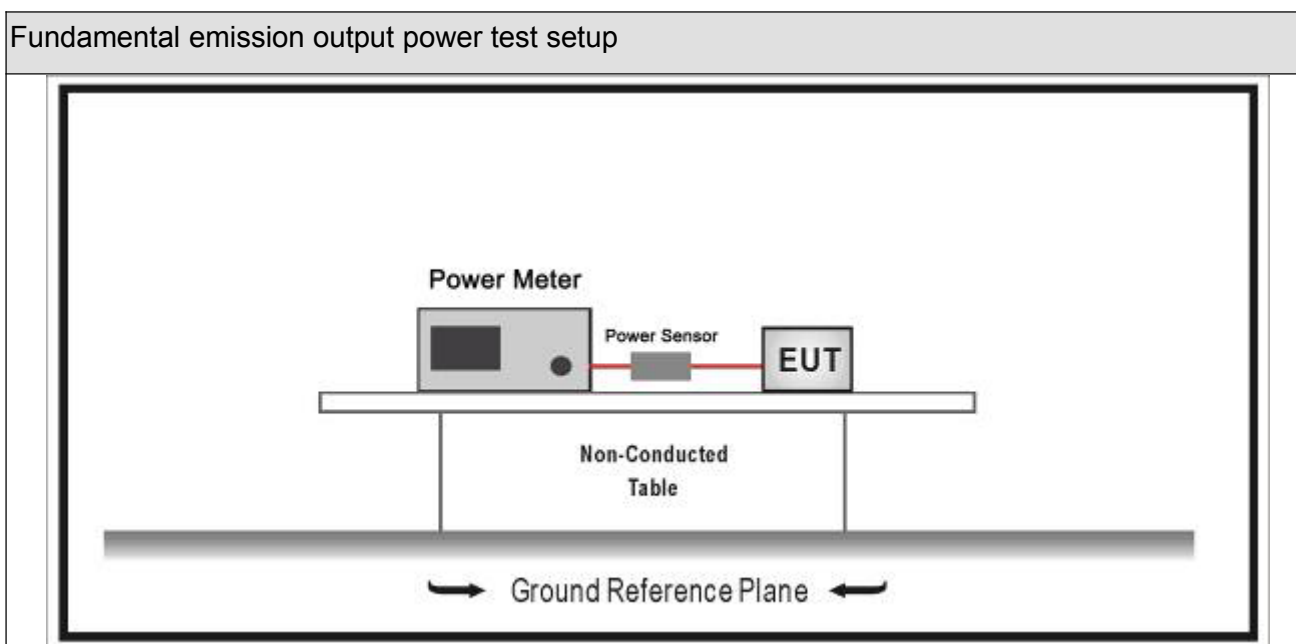 Fundamental emission output power test setup
Power Meter
Power Sensor
EUT
Non-Conducted
Table
Ground Reference Plane